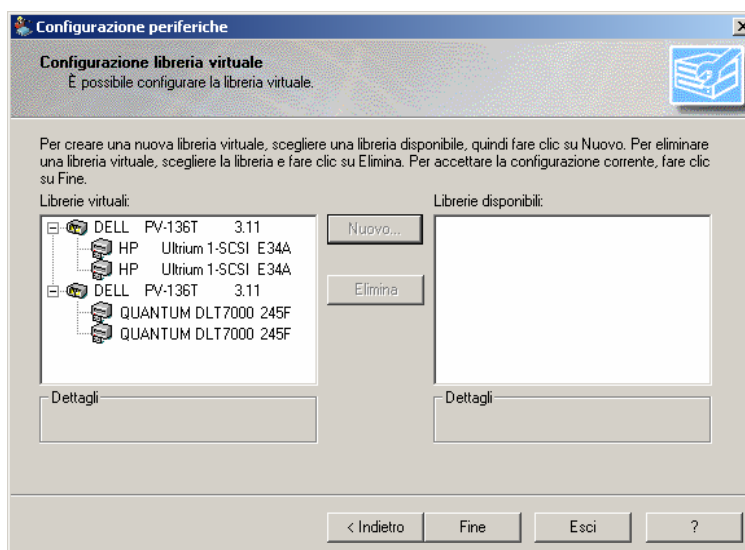 Configurazione periferiche
Configurazione libreria virtuale
È possibile configurare la libreria virtuale.
Per creare una nuova libreria virtuale, scegliere una libreria disponibile, quindi fare clic su Nuovo. Per eliminare
una libreria virtuale, scegliere la libreria e fare clic su Elimina. Per accettare la configurazione corrente, fare clic
su Fine.
Librerie virtuali:
DELL PV-136T 3.11
HP Ultrium 1-SCSI E34A
HP Ultrium 1-SCSI E34A
DELL PV-136T 3.11
QUANTUM DLT7000 245F
QUANTUM DLT7000 245F
Nuovo...
Elimina
Librerie disponibili:
Dettagli
Dettagli
< Indietro
Fine
Esci
?